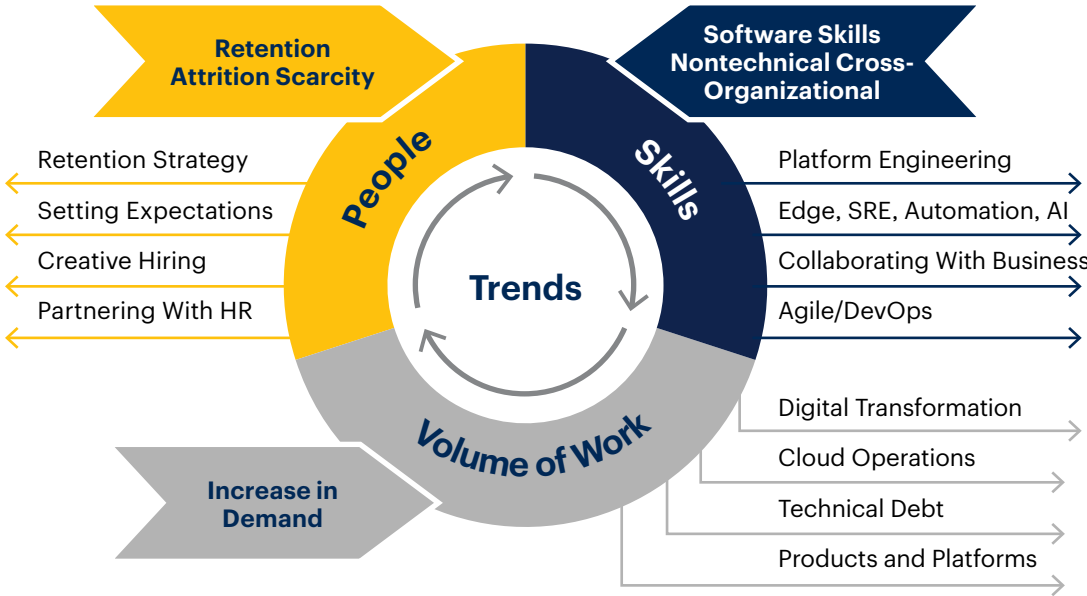 Retention
Attrition Scarcity
Software Skills
Nontechnical Cross-
Organizational
People
Skills
Retention Strategy
Setting Expectations
Creative Hiring
Partnering With HR
Trends
Platform Engineering
Edge, SRE, Automation, AI
Collaborating With Business
Agile/DevOps
Volume of Work
Increase in
Demand
Digital Transformation
Cloud Operations
Technical Debt
Products and Platforms